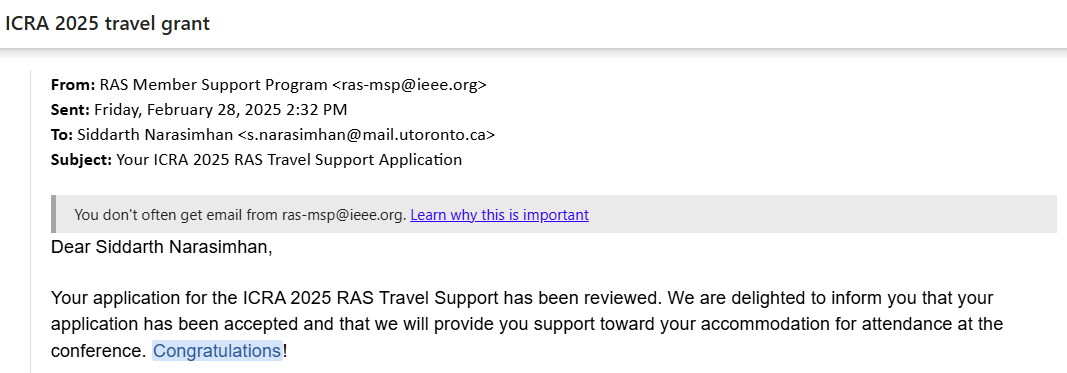 ICRA 2025 travel grant
From: RAS Member Support Program <ras-msp@ieee.org>
Sent: Friday, February 28, 2025 2:32 PM
To: Siddarth Narasimhan <s.narasimhan@mail.utoronto.ca>
Subject: Your ICRA 2025 RAS Travel Support Application
You don't often get email from ras-msp@ieee.org. Learn why this is important
Dear Siddarth Narasimhan,
Your application for the ICRA 2025 RAS Travel Support has been reviewed. We are delighted to inform you that your
application has been accepted and that we will provide you support toward your accommodation for attendance at the
conference. Congratulations!